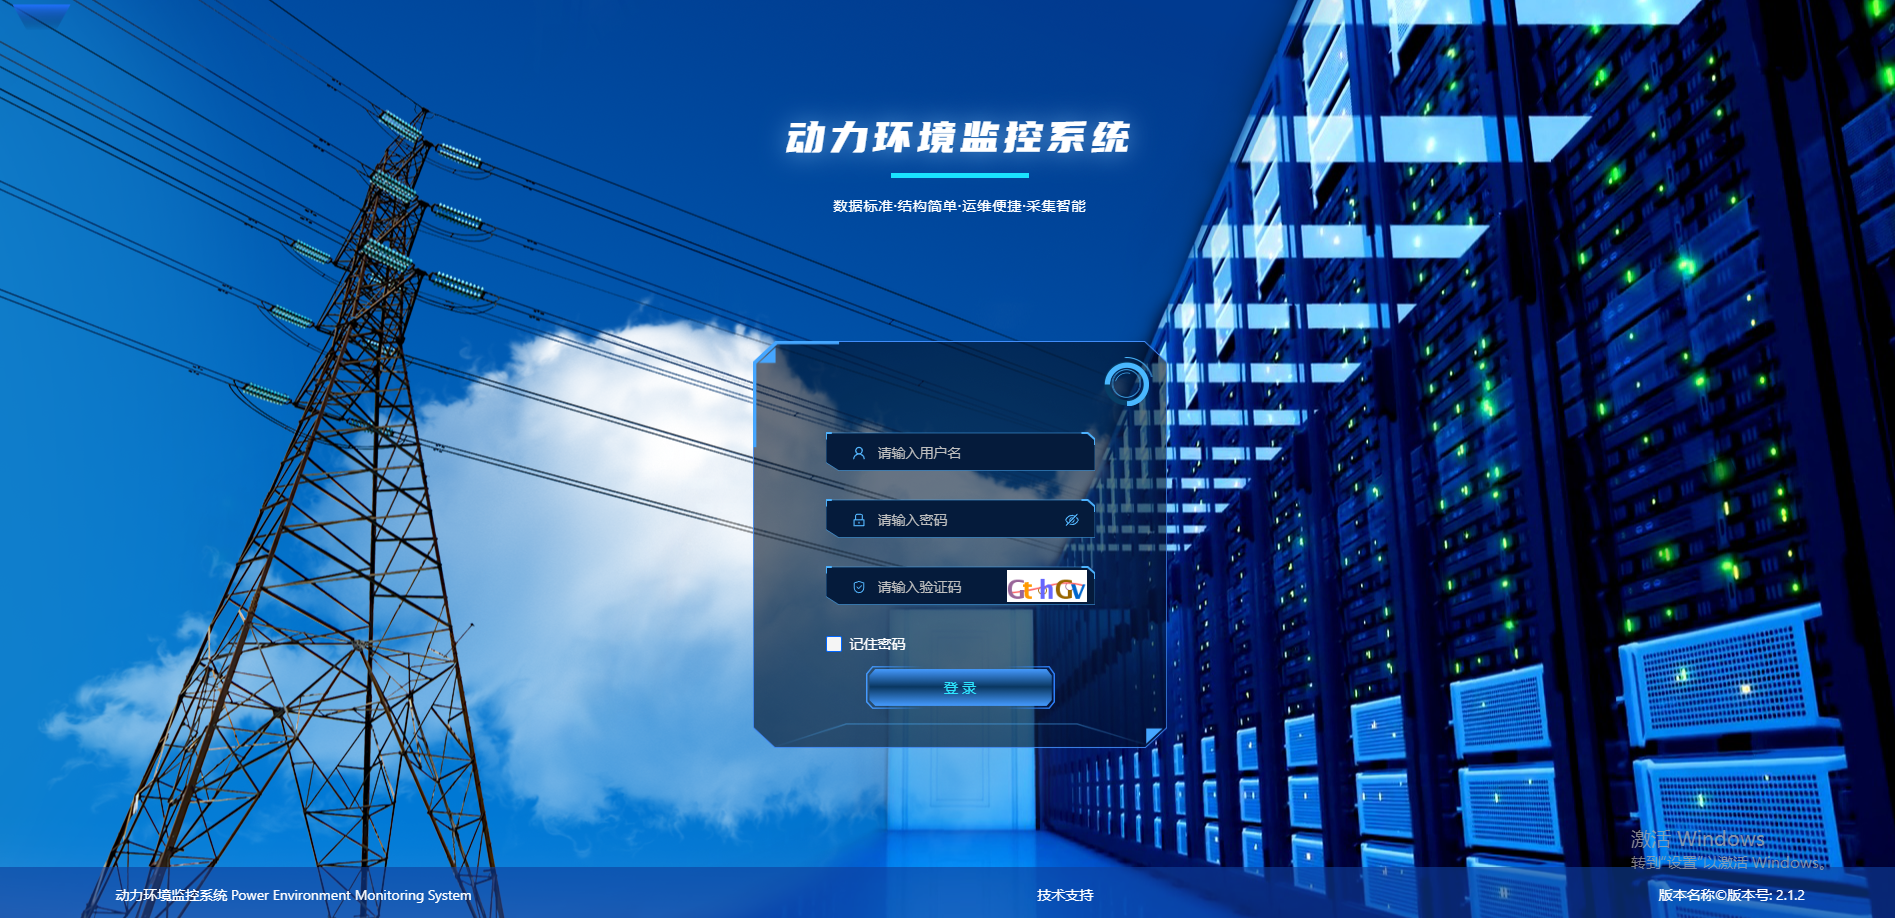 动力环境监控系统
数据标准·结构简单·运维便捷·采集智能
请输入用户名
请输入密码
请输入验证码 GthGv
记住密码
登 录
激活 Windows
转到"设置"以激活 Windows。
动力环境监控系统 Power Environment Monitoring System
技术支持
版本名称©版本号: 2.1.2